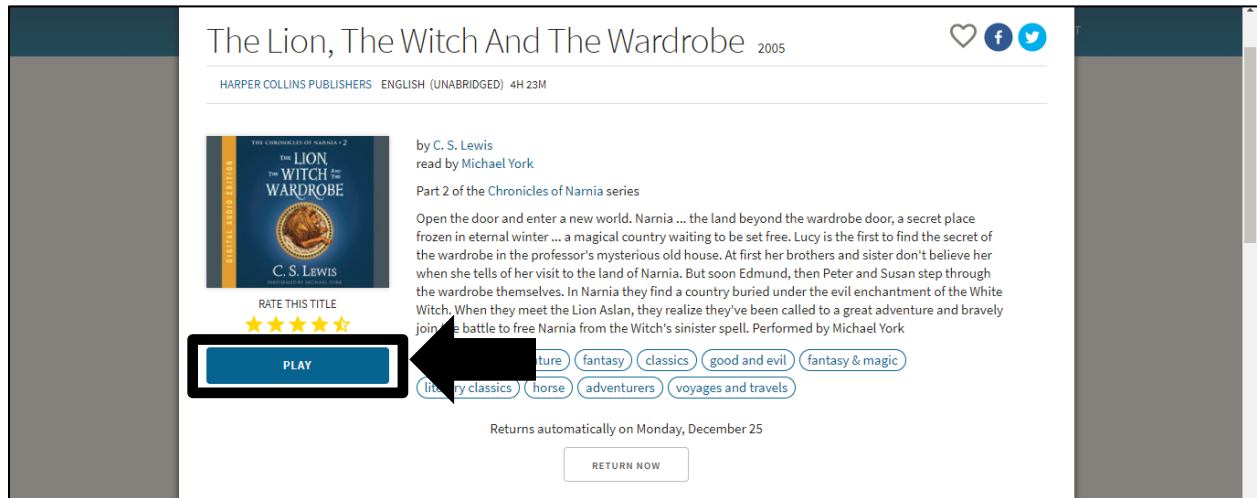 The Lion, The Witch And The Wardrobe 2005
HARPER COLLINS PUBLISHERS ENGLISH (UNABRIDGED) 4H 23M
THE CHRONICLES OF NARNIA • 2
THE LION,
THE WITCH AND THE
WARDROBE
DIGITAL AUDIO EDITION
C. S. LEWIS
PERFORMED BY MICHAEL YORK
RATE THIS TITLE
PLAY
by C. S. Lewis
read by Michael York
Part 2 of the Chronicles of Narnia series
Open the door and enter a new world. Narnia ... the land beyond the wardrobe door, a secret place
frozen in eternal winter ... a magical country waiting to be set free. Lucy is the first to find the secret of
the wardrobe in the professor's mysterious old house. At first her brothers and sister don't believe her
when she tells of her visit to the land of Narnia. But soon Edmund, then Peter and Susan step through
the wardrobe themselves. In Narnia they find a country buried under the evil enchantment of the White
Witch. When they meet the Lion Aslan, they realize they've been called to a great adventure and bravely
join battle to free Narnia from the Witch's sinister spell. Performed by Michael York
fantasy classics good and evil fantasy & magic
classics horse adventurers voyages and travels
Returns automatically on Monday, December 25
RETURN NOW